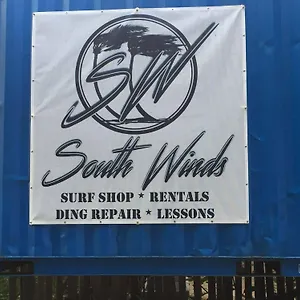 SW
South Winds
SURF SHOP ★ RENTALS
DING REPAIR ★ LESSONS